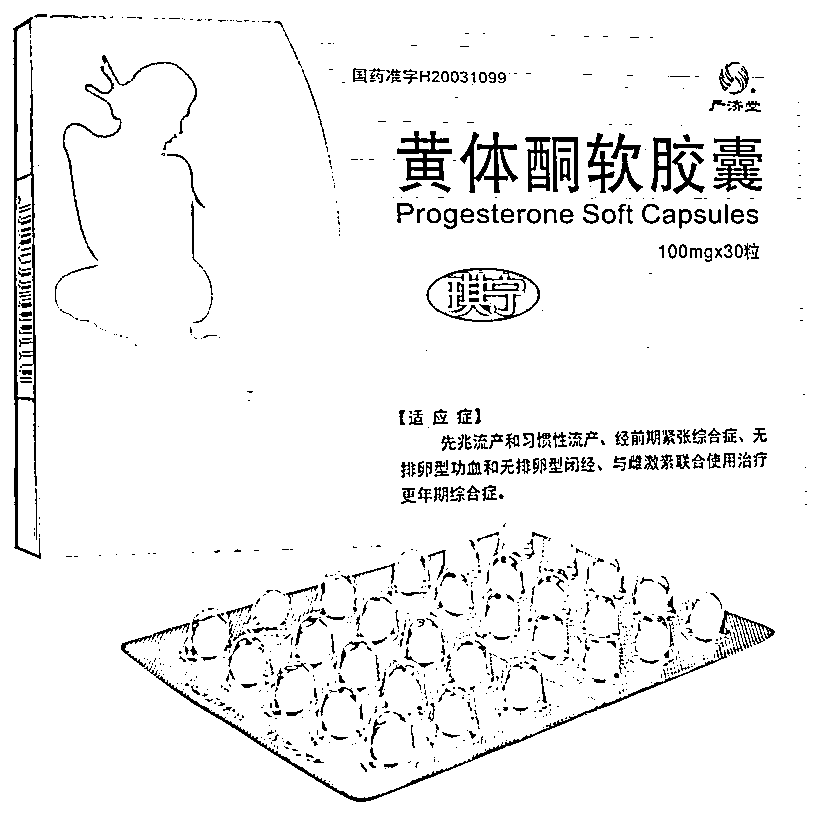 国药准字H20031099
严济堂
黄体酮软胶囊
Progesterone Soft Capsules
100mgx30粒
琪宁
【适 应 症】
先兆流产和习惯性流产、经前期紧张综合症、无
排卵型功血和无排卵型闭经、与雌激素联合使用治疗
更年期综合症。